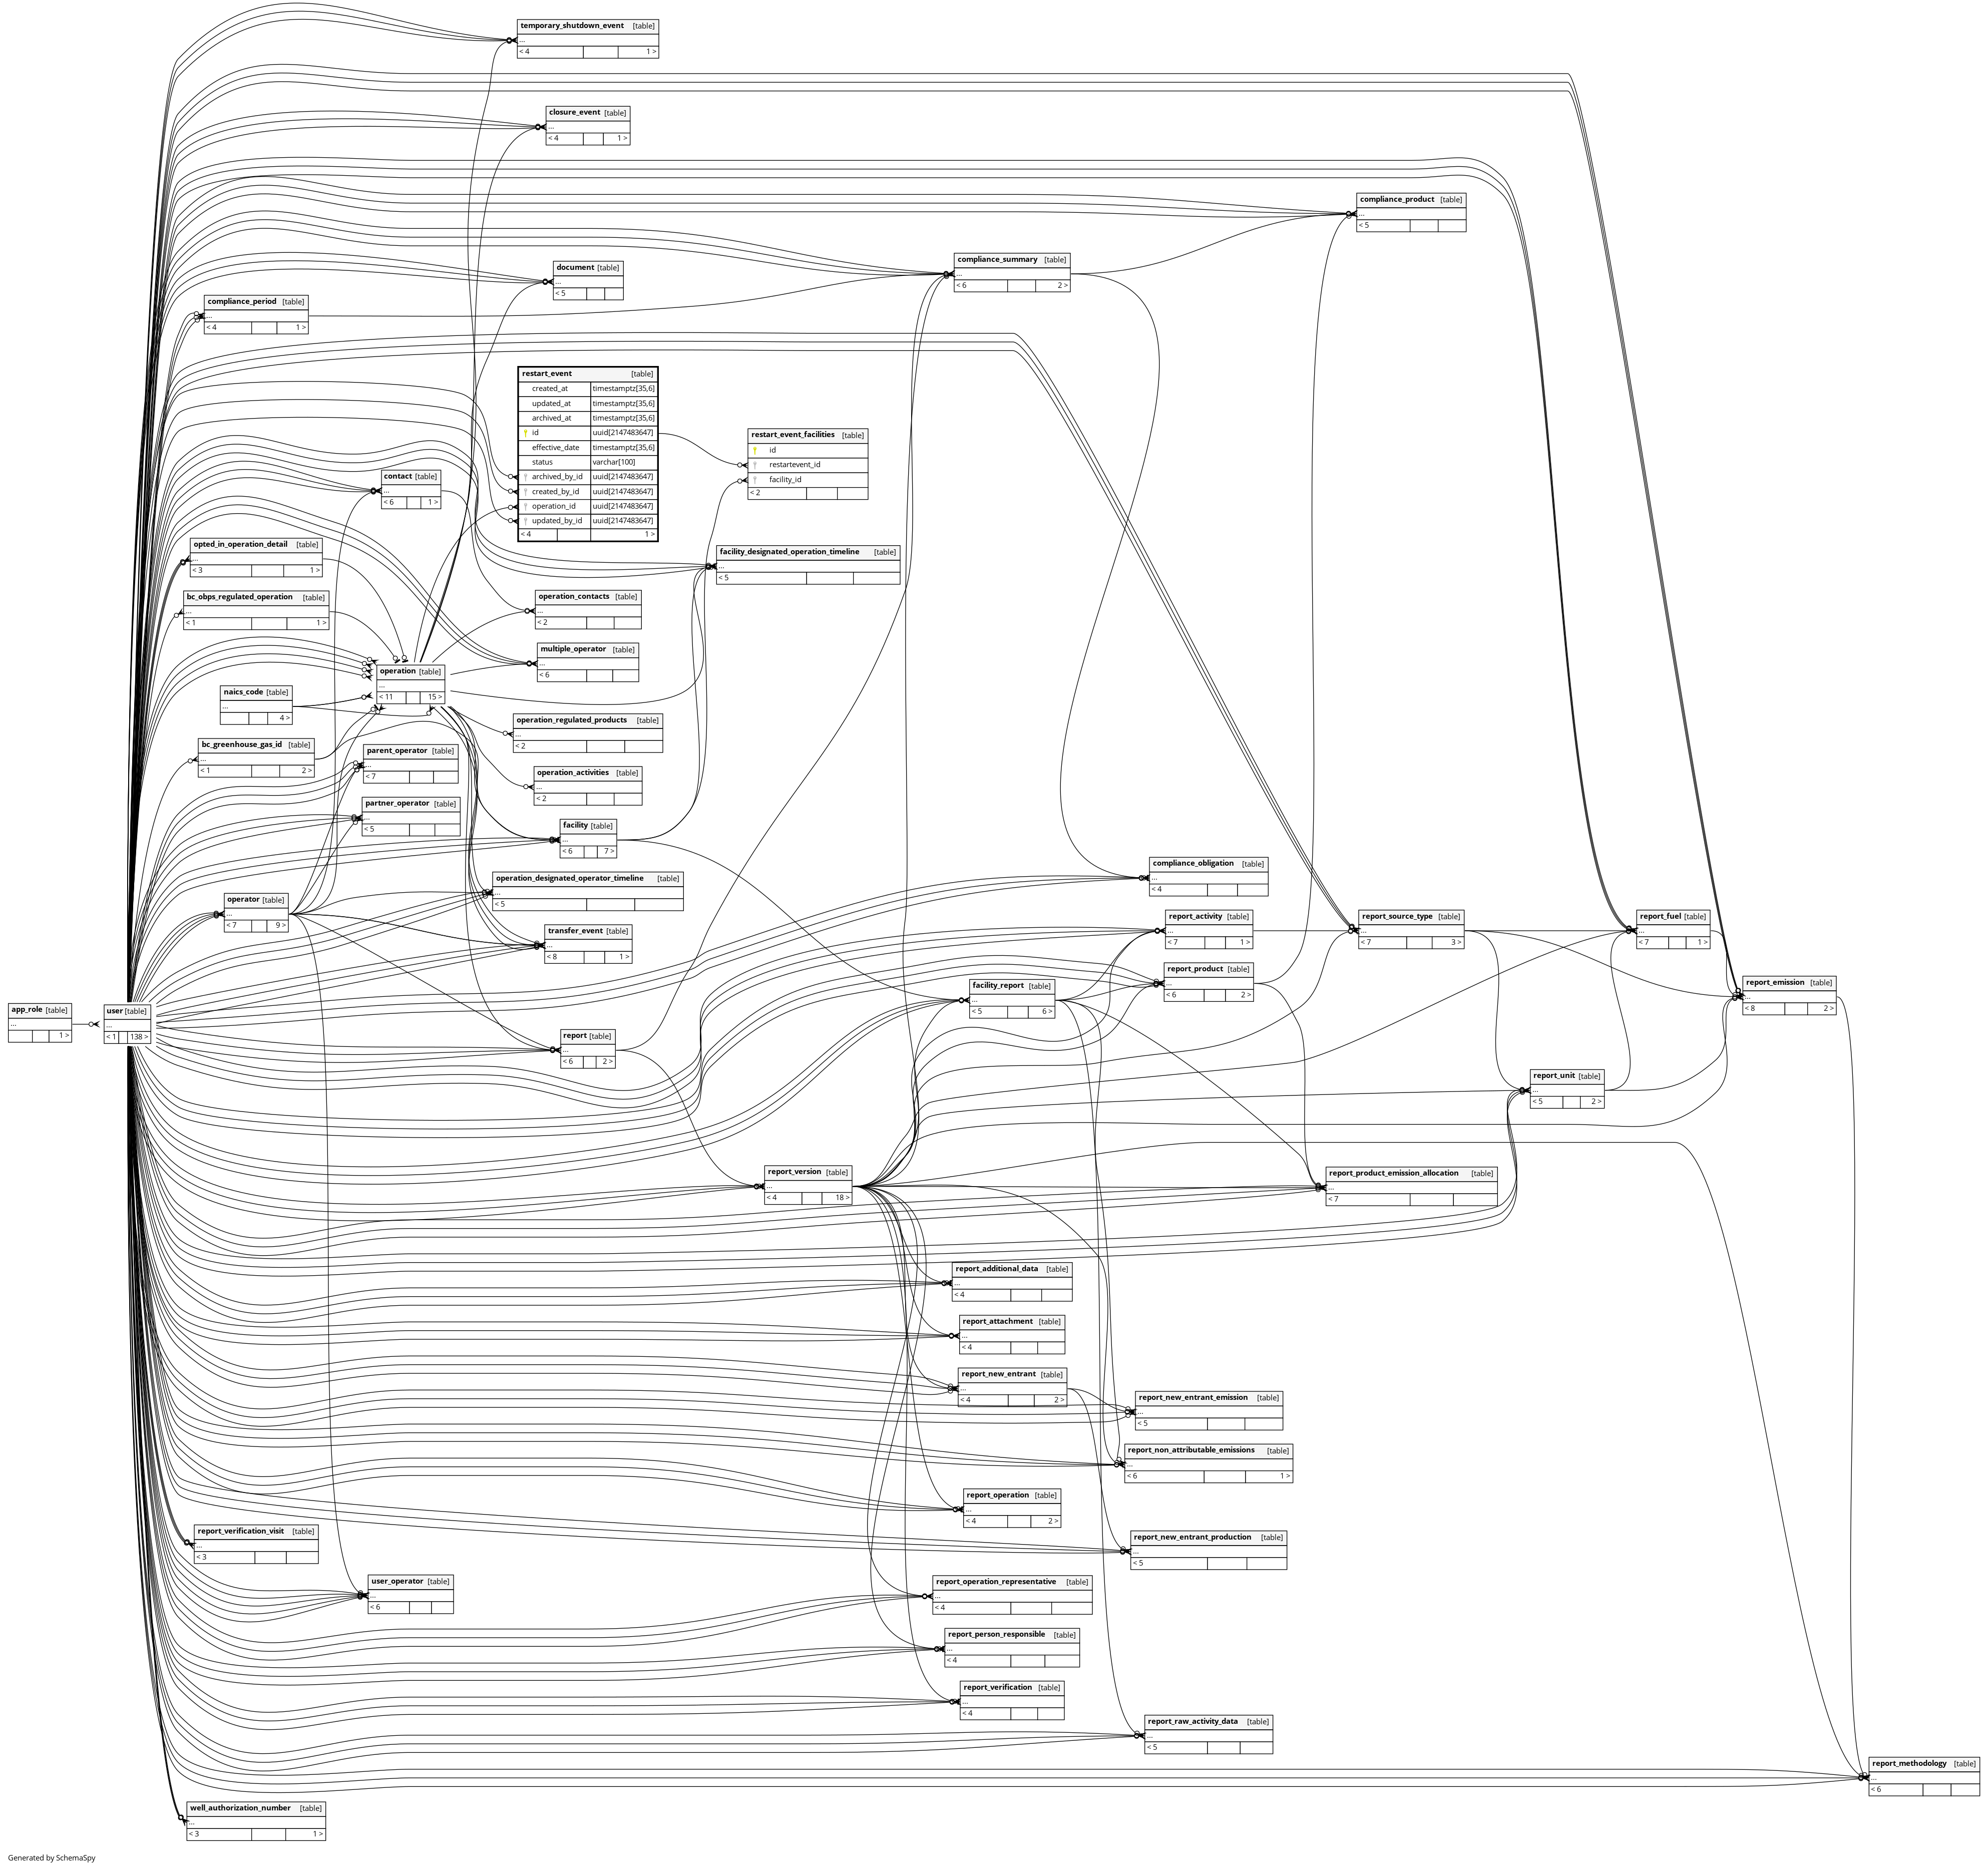 temporary_shutdown_event [table]
...
< 4 1 >
closure_event [table]
...
< 4 1 >
compliance_product [table]
...
< 5
compliance_summary [table]
...
< 6 2 >
document [table]
...
< 5
compliance_period [table]
...
< 4 1 >
restart_event [table]
created_at timestamptz[35,6]
updated_at timestamptz[35,6]
archived_at timestamptz[35,6]
id uuid[2147483647]
effective_date timestamptz[35,6]
status varchar[100]
archived_by_id uuid[2147483647]
created_by_id uuid[2147483647]
operation_id uuid[2147483647]
updated_by_id uuid[2147483647]
< 4 1 >
restart_event_facilities [table]
id
restartevent_id
facility_id
< 2
contact [table]
...
< 6 1 >
opted_in_operation_detail [table]
...
< 3 1 >
facility_designated_operation_timeline [table]
...
< 5
bc_obps_regulated_operation [table]
...
< 1 1 >
operation_contacts [table]
...
< 2
multiple_operator [table]
...
< 6
operation [table]
...
< 11 15 >
naics_code [table]
...
4 >
operation_regulated_products [table]
...
< 2
bc_greenhouse_gas_id [table]
...
< 1 2 >
parent_operator [table]
...
< 7
operation_activities [table]
...
< 2
partner_operator [table]
...
< 5
facility [table]
...
< 6 7 >
compliance_obligation [table]
...
< 4
operation_designated_operator_timeline [table]
...
< 5
operator [table]
...
< 7 9 >
transfer_event [table]
...
< 8 1 >
report_activity [table]
...
< 7 1 >
report_source_type [table]
...
< 7 3 >
report_fuel [table]
...
< 7 1 >
report_product [table]
...
< 6 2 >
facility_report [table]
...
< 5 6 >
report_emission [table]
...
< 8 2 >
app_role [table]
...
1 >
user [table]
...
< 1 138 >
report [table]
...
< 6 2 >
report_unit [table]
...
< 5 2 >
report_version [table]
...
< 4 18 >
report_product_emission_allocation [table]
...
< 7
report_additional_data [table]
...
< 4
report_attachment [table]
...
< 4
report_new_entrant [table]
...
< 4 2 >
report_new_entrant_emission [table]
...
< 5
report_non_attributable_emissions [table]
...
< 6 1 >
report_operation [table]
...
< 4 2 >
report_verification_visit [table]
...
< 3
report_new_entrant_production [table]
...
< 5
user_operator [table]
...
< 6
report_operation_representative [table]
...
< 4
report_person_responsible [table]
...
< 4
report_verification [table]
...
< 4
report_raw_activity_data [table]
...
< 5
report_methodology [table]
...
< 6
well_authorization_number [table]
...
< 3 1 >
Generated by SchemaSpy